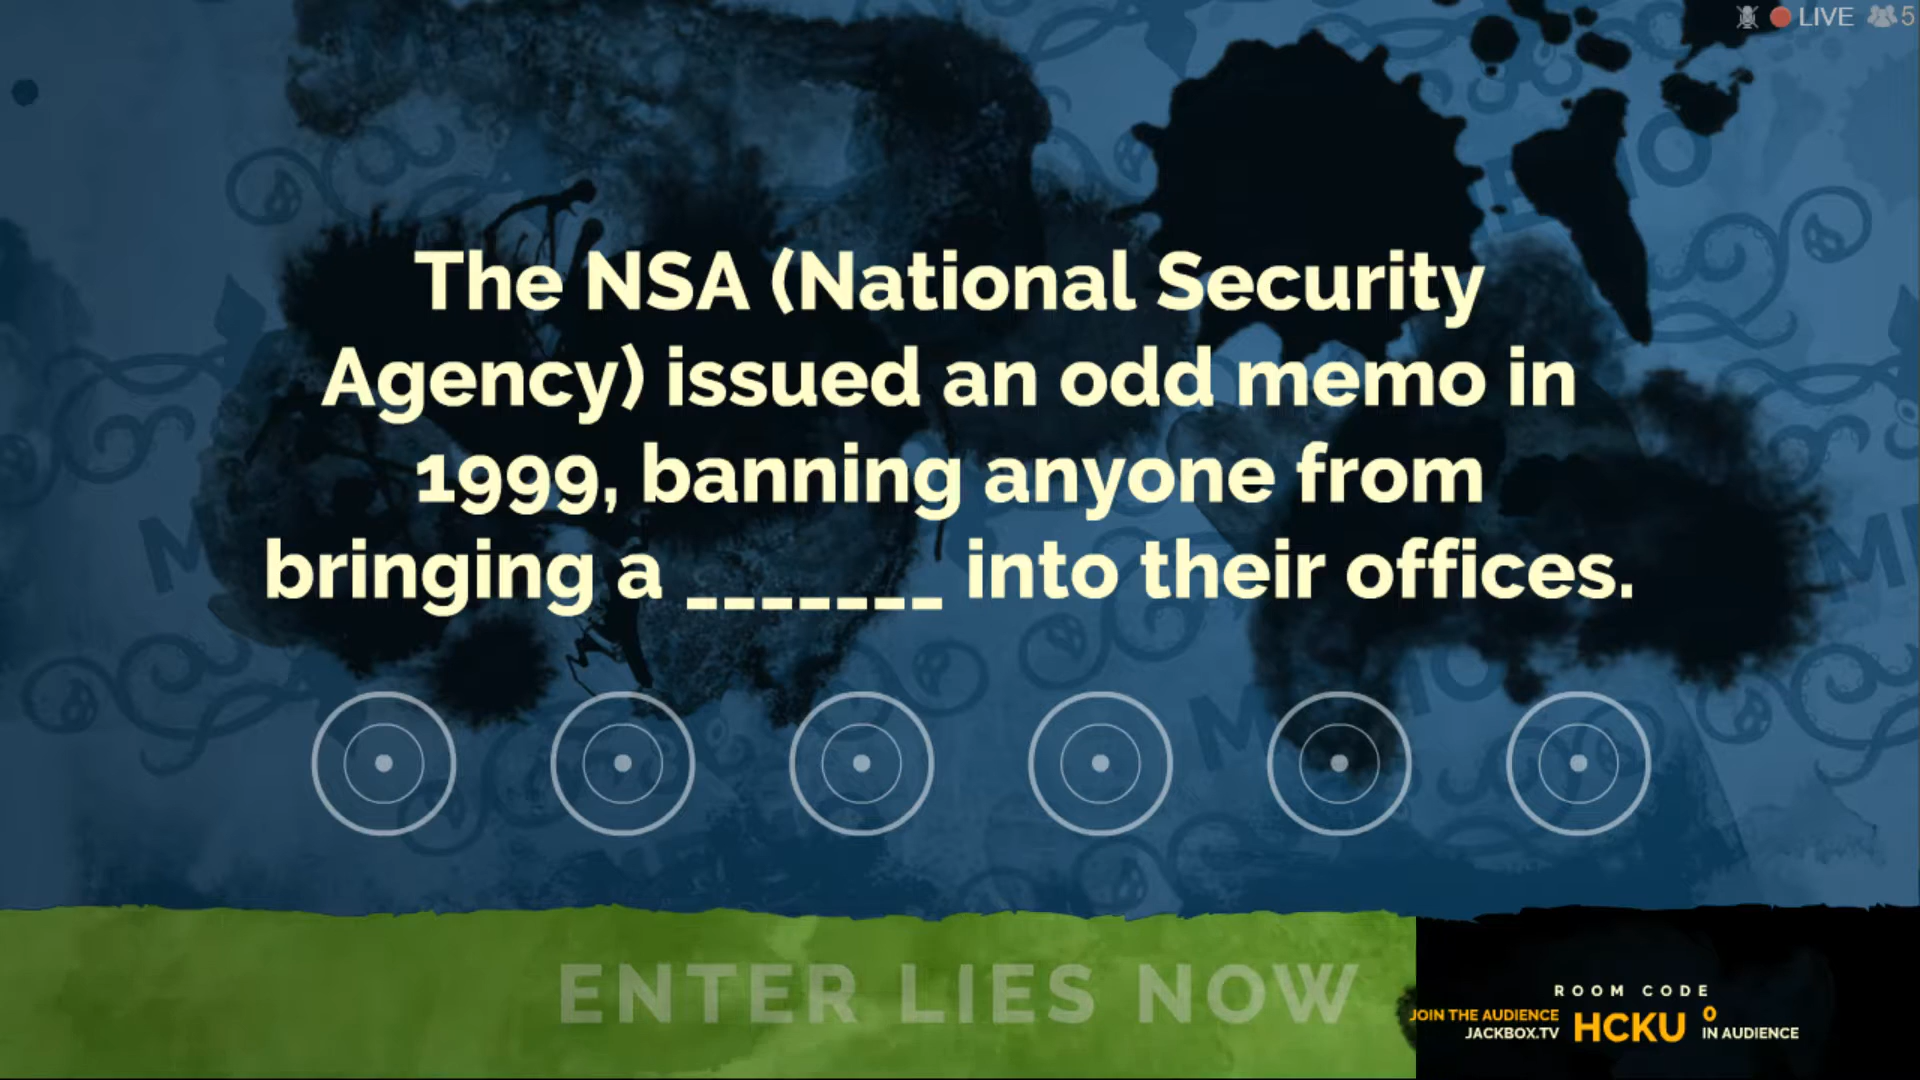 LIVE 5
The NSA (National Security
Agency) issued an odd memo in
1999, banning anyone from
bringing a _______ into their offices.
ENTER LIES NOW
ROOM CODE
JOIN THE AUDIENCE
JACKBOX.TV
HCKU
0
IN AUDIENCE